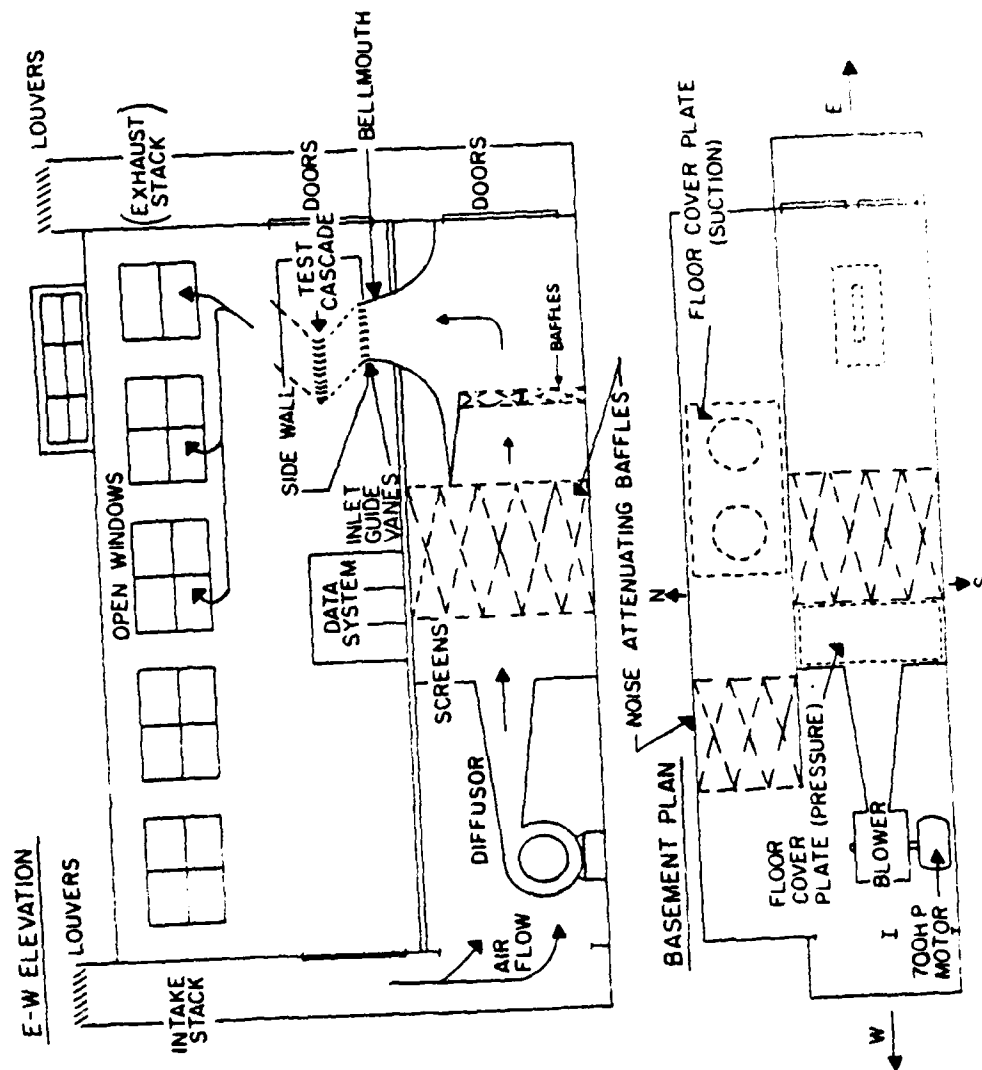 E-W ELEVATION
LOUVERS
INTAKE
STACK
AIR
FLOW
OPEN WINDOWS
LOUVERS
(EXHAUST
STACK)
DOORS
TEST
CASCADE
BELLMOUTH
SIDE WALL
INLET
GUIDE
VANES
DATA
SYSTEM
SCREENS
DIFFUSOR
BAFFLES
DOORS
NOISE ATTENUATING BAFFLES
BASEMENT PLAN
N
S
E
W
FLOOR COVER PLATE
(SUCTION)
FLOOR
COVER
PLATE (PRESSURE)
BLOWER
700HP
MOTOR